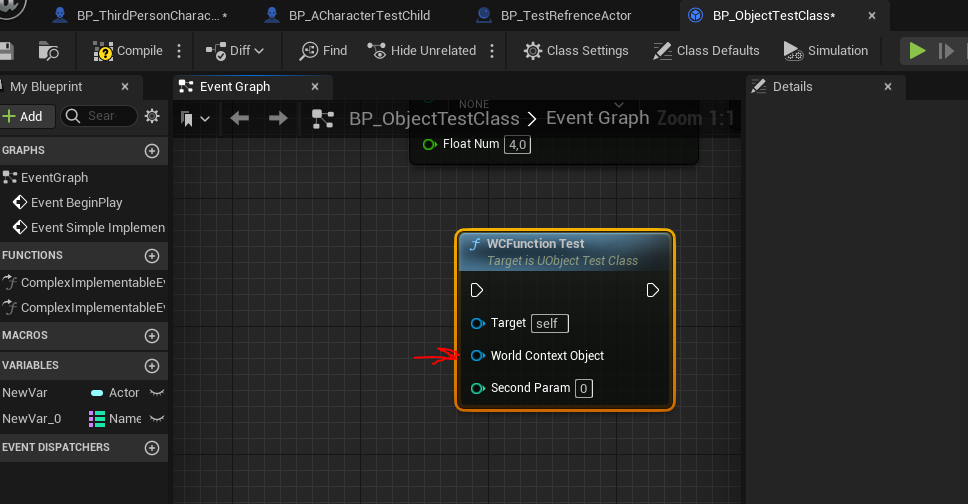 BP_ThirdPersonCharac...*
BP_ACharacterTestChild
BP_TestRefrenceActor
BP_ObjectTestClass*
Compile
Diff
Find
Hide Unrelated
Class Settings
Class Defaults
Simulation
My Blueprint
Event Graph
Details
Add
Sear
BP_ObjectTestClass > Event Graph Zoom 1:1
NONE
Float Num 4,0
GRAPHS
EventGraph
Event BeginPlay
Event Simple Implemen
FUNCTIONS
ComplexImplementableEv
ComplexImplementableEv
MACROS
VARIABLES
NewVar Actor
NewVar_0 Name
EVENT DISPATCHERS
f WCFunction Test
Target is UObject Test Class
Target self
World Context Object
Second Param 0